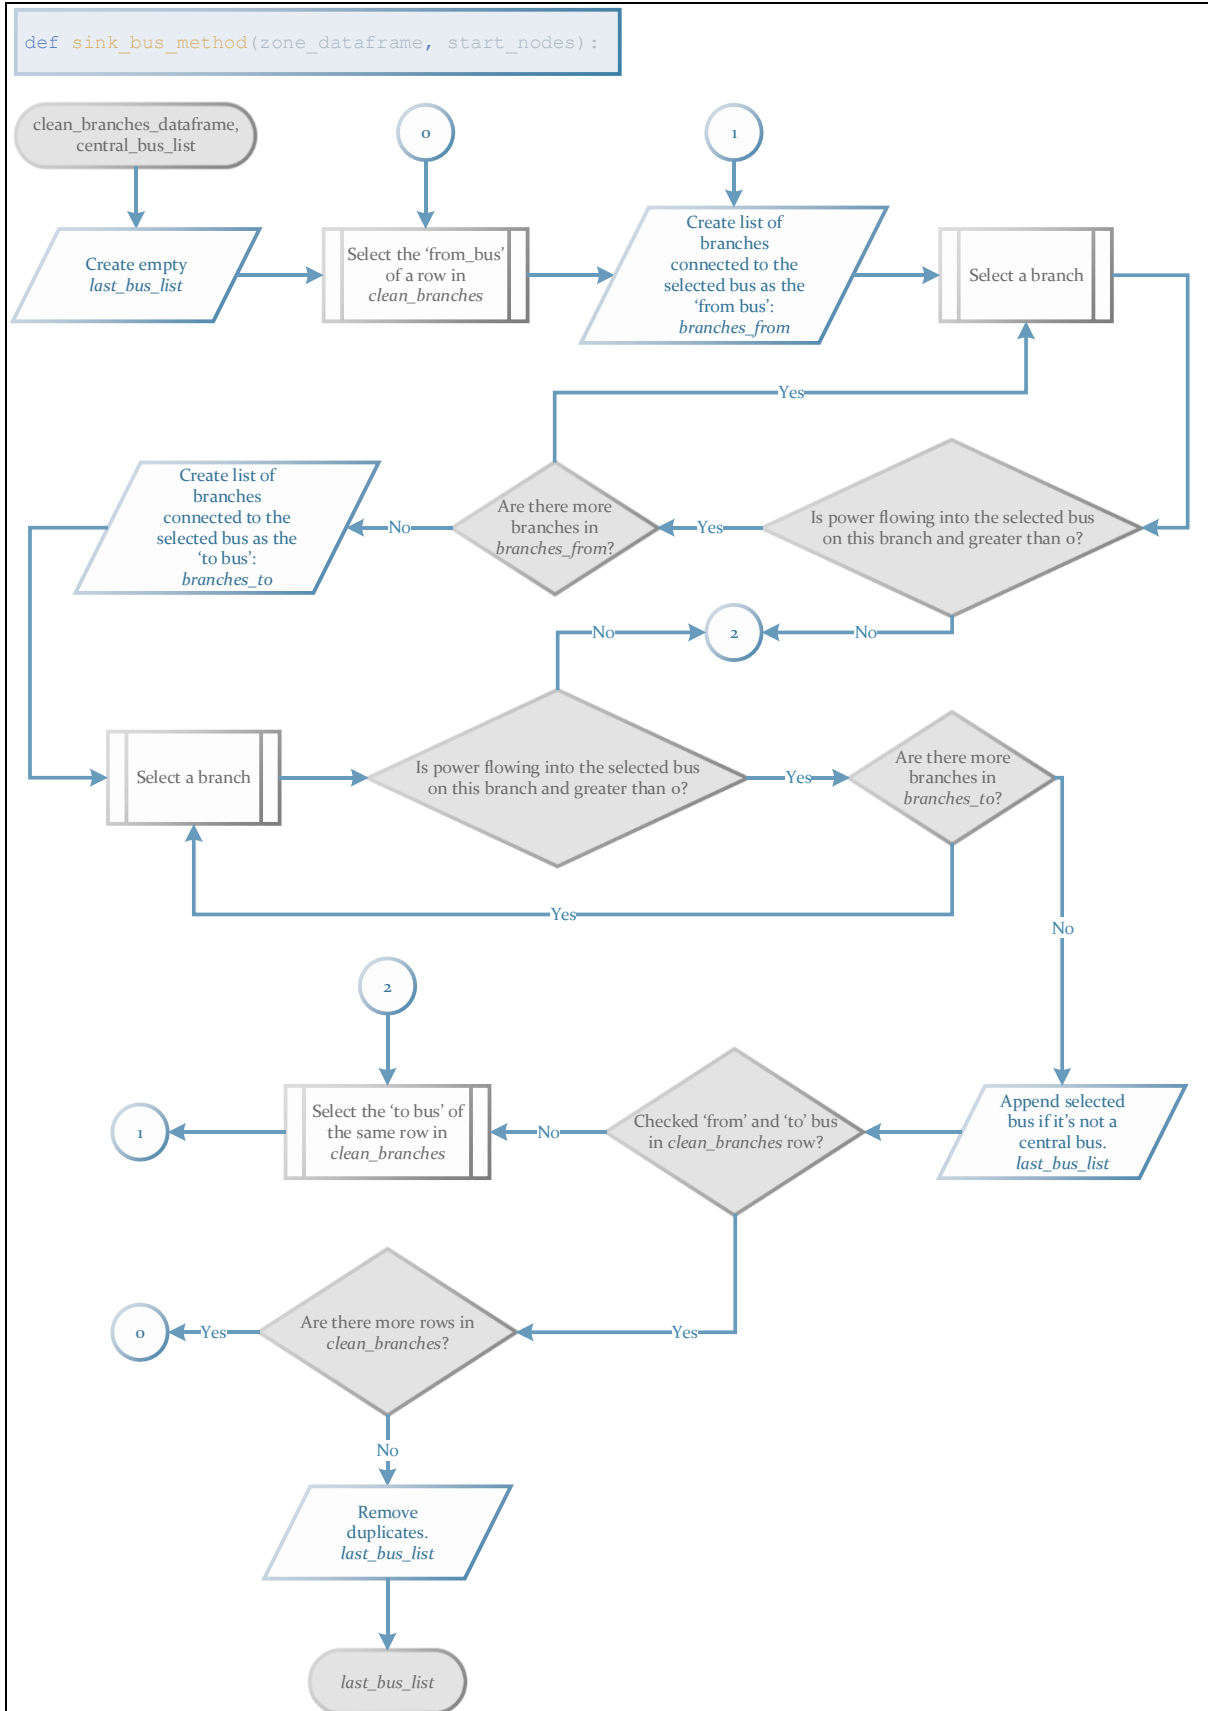 def sink_bus_method(zone_dataframe, start_nodes):
clean_branches_dataframe,
central_bus_list
0
1
Create empty
last_bus_list
Select the ‘from_bus’
of a row in
clean_branches
Create list of
branches
connected to the
selected bus as the
‘from bus’:
branches_from
Select a branch
Yes
Create list of
branches
connected to the
selected bus as the
‘to bus’:
branches_to
No
Are there more
branches in
branches_from?
Yes
Is power flowing into the selected bus
on this branch and greater than 0?
No
2
No
Select a branch
Is power flowing into the selected bus
on this branch and greater than 0?
Yes
Are there more
branches in
branches_to?
Yes
No
2
1
Select the ‘to bus’ of
the same row in
clean_branches
No
Checked ‘from’ and ‘to’ bus
in clean_branches row?
Append selected
bus if it’s not a
central bus.
last_bus_list
0
Yes
Are there more rows in
clean_branches?
Yes
No
Remove
duplicates.
last_bus_list
last_bus_list